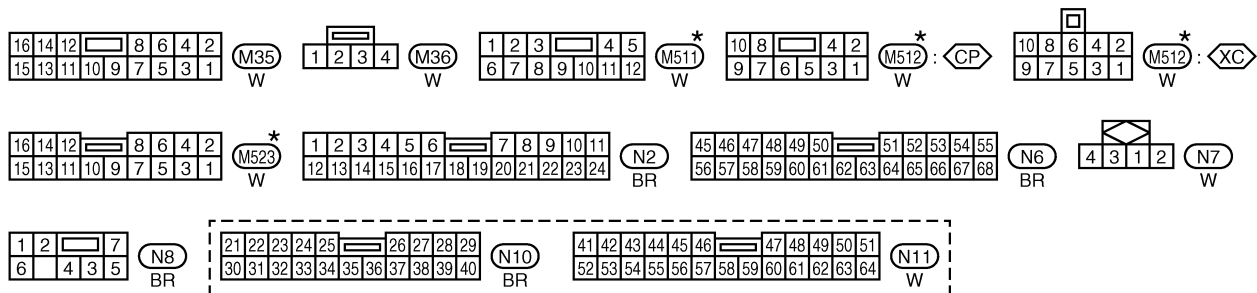 16 14 12 8 6 4 2
15 13 11 10 9 7 5 3 1
M35
W
1 2 3 4
M36
W
1 2 3 4 5
6 7 8 9 10 11 12
*
M511
W
10 8 4 2
9 7 6 5 3 1
*
M512 : CP
W
10 8 6 4 2
9 7 5 3 1
*
M512 : XC
W
16 14 12 8 6 4 2
15 13 11 10 9 7 5 3 1
*
M523
W
1 2 3 4 5 6 7 8 9 10 11
12 13 14 15 16 17 18 19 20 21 22 23 24
N2
BR
45 46 47 48 49 50 51 52 53 54 55
56 57 58 59 60 61 62 63 64 65 66 67 68
N6
BR
4 3 1 2
N7
W
1 2 7
6 4 3 5
N8
BR
21 22 23 24 25 26 27 28 29
30 31 32 33 34 35 36 37 38 39 40
N10
BR
41 42 43 44 45 46 47 48 49 50 51
52 53 54 55 56 57 58 59 60 61 62 63 64
N11
W